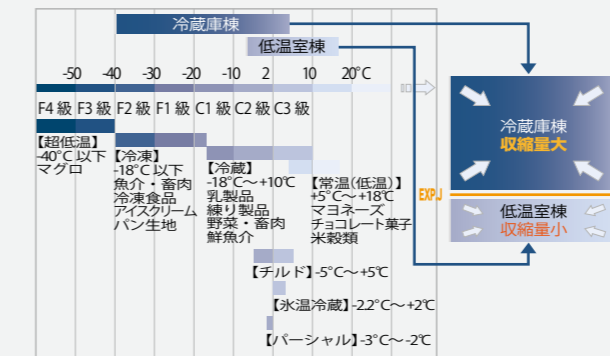 冷蔵庫棟
低温室棟
-50 -40 -30 -20 -10 2 10 20℃
F4 級 F3 級 F2 級 F1 級 C1 級 C2 級 C3 級
【超低温】
-40℃ 以下
マグロ
【冷凍】
-18℃ 以下
魚介・畜肉
冷凍食品
アイスクリーム
パン生地
【冷蔵】
-18℃～+10℃
乳製品
練り製品
野菜・畜肉
鮮魚介
【常温(低温)】
+5℃～+18℃
マヨネーズ
チョコレート菓子
米穀類
【チルド】-5℃～+5℃
【氷温冷蔵】-2.2℃～+2℃
【パーシャル】-3℃～-2℃
冷蔵庫棟
収縮量大
EXP.J
低温室棟
収縮量小